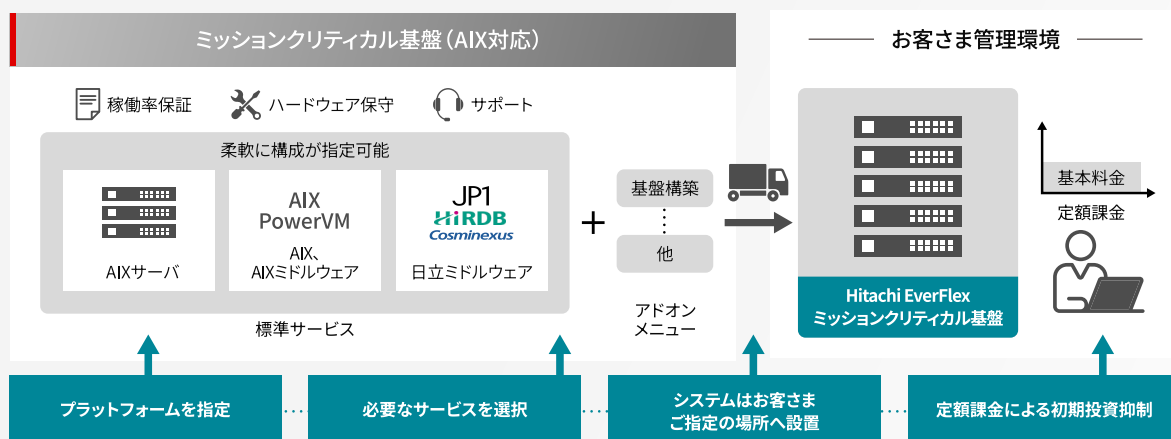 ミッションクリティカル基盤（AIX対応）
稼働率保証
ハードウェア保守
サポート
柔軟に構成が指定可能
AIXサーバ
AIX
PowerVM
AIX、
AIXミドルウェア
JP1
HiRDB
Cosminexus
日立ミドルウェア
標準サービス
+
基盤構築
他
アドオン
メニュー
お客さま管理環境
Hitachi EverFlex
ミッションクリティカル基盤
基本料金
定額課金
プラットフォームを指定
必要なサービスを選択
システムはお客さま
ご指定の場所へ設置
定額課金による初期投資抑制